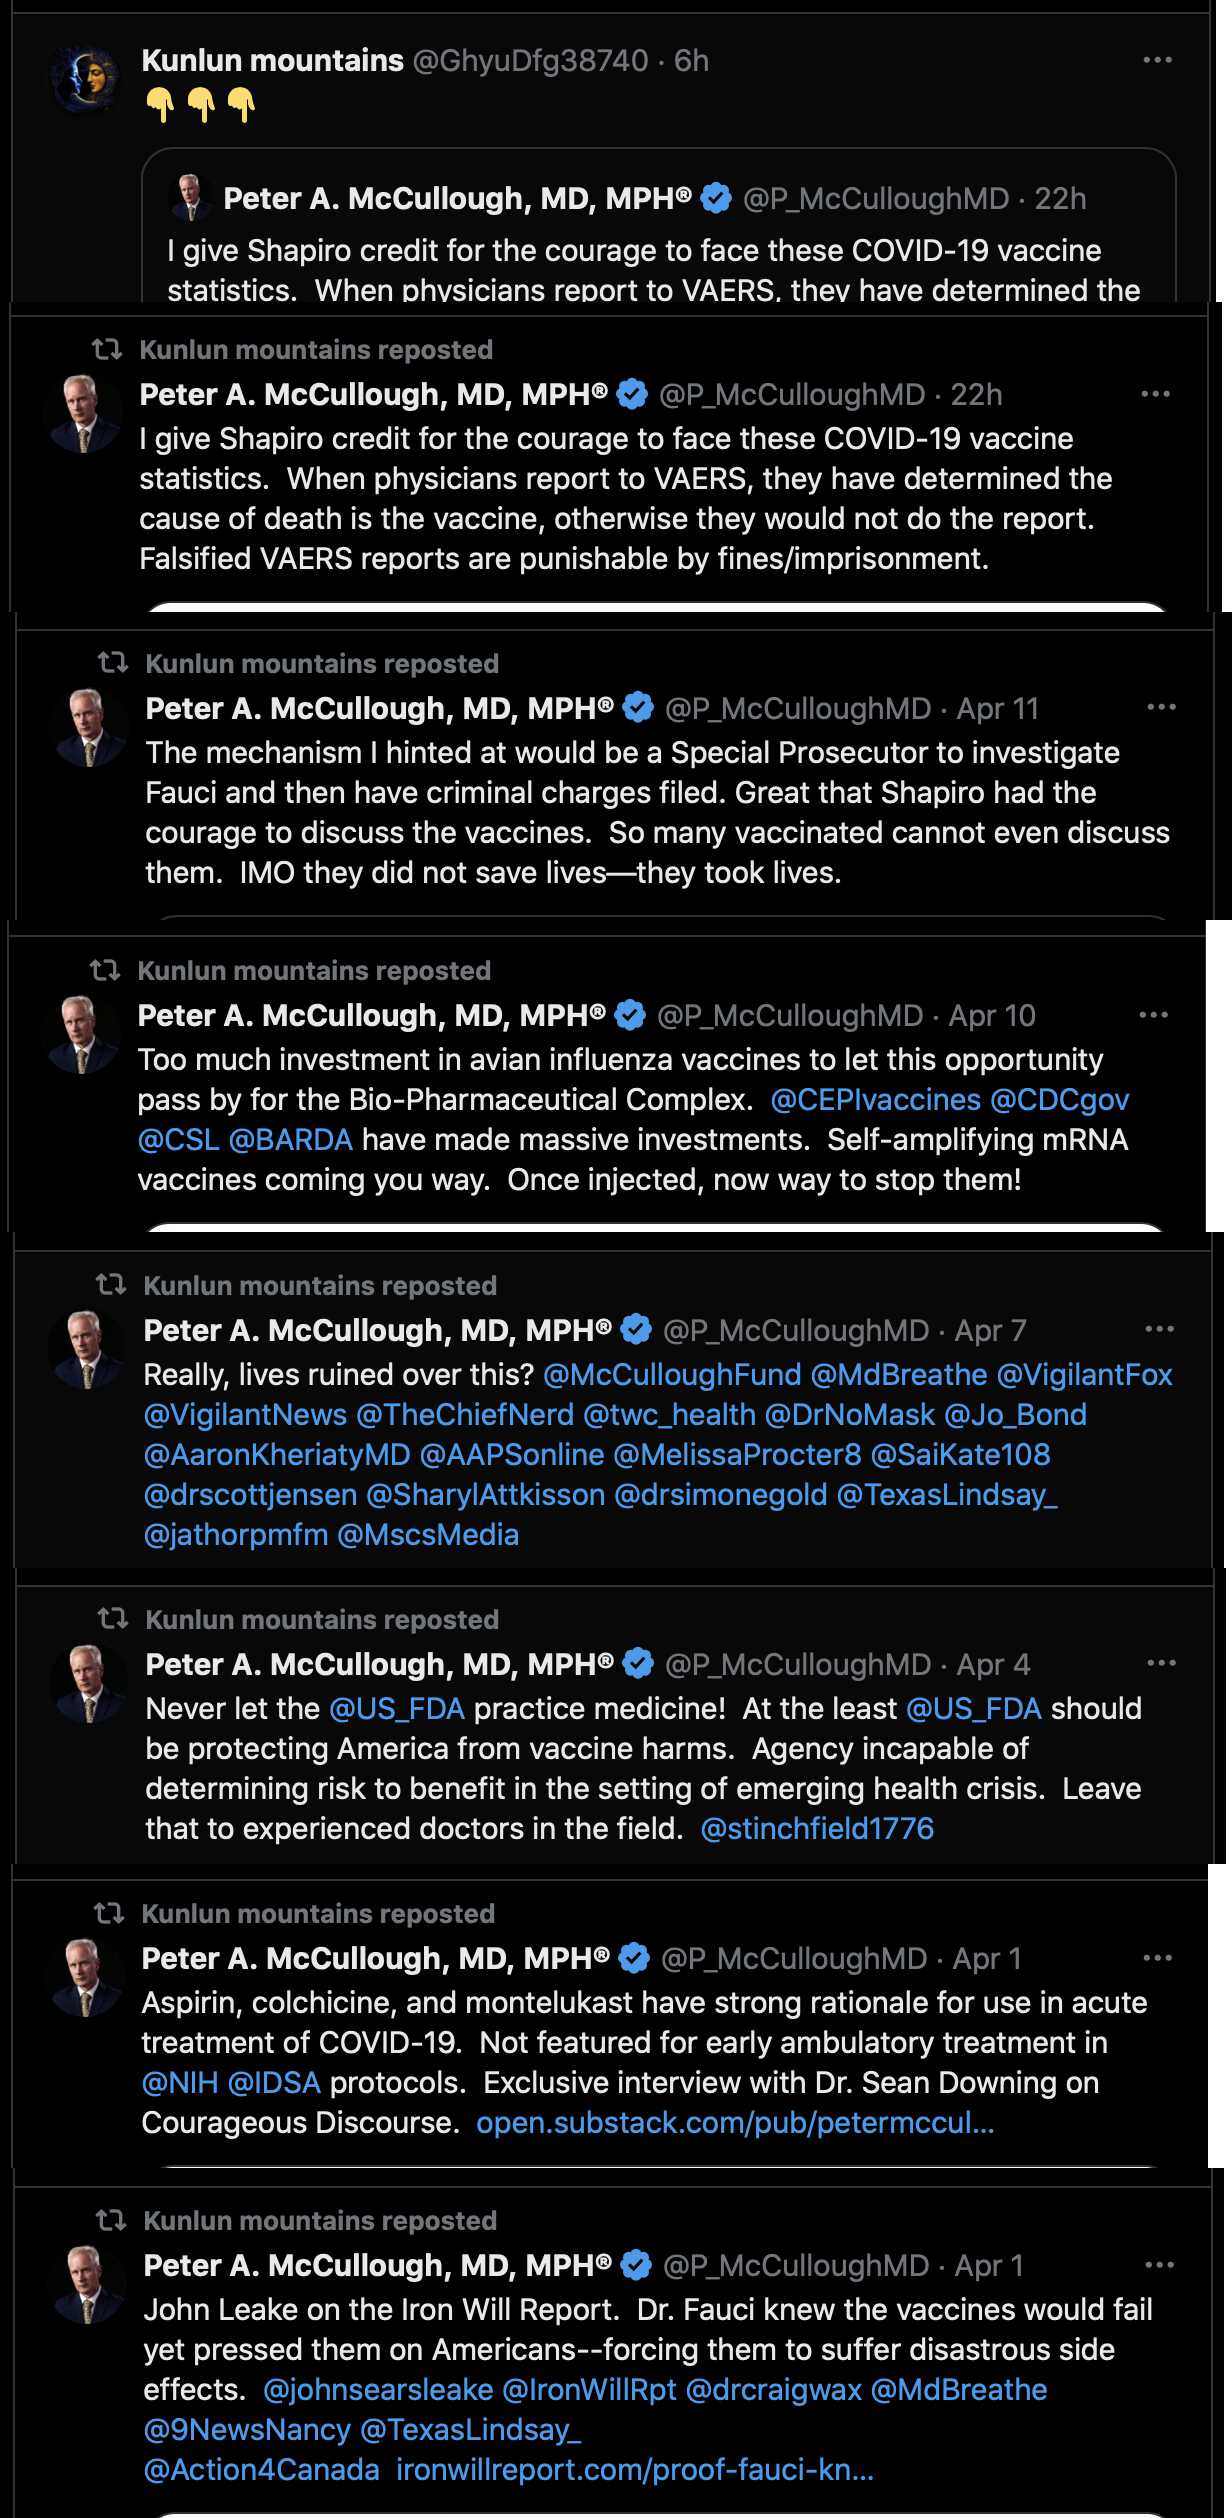 Kunlun mountains @GhyuDfg38740 · 6h
👇👇👇
Peter A. McCullough, MD, MPH® @P_McCulloughMD · 22h
I give Shapiro credit for the courage to face these COVID-19 vaccine
statistics.  When physicians report to VAERS, they have determined the
Kunlun mountains reposted
Peter A. McCullough, MD, MPH® @P_McCulloughMD · 22h
I give Shapiro credit for the courage to face these COVID-19 vaccine
statistics.  When physicians report to VAERS, they have determined the
cause of death is the vaccine, otherwise they would not do the report.
Falsified VAERS reports are punishable by fines/imprisonment.
Kunlun mountains reposted
Peter A. McCullough, MD, MPH® @P_McCulloughMD · Apr 11
The mechanism I hinted at would be a Special Prosecutor to investigate
Fauci and then have criminal charges filed. Great that Shapiro had the
courage to discuss the vaccines.  So many vaccinated cannot even discuss
them.  IMO they did not save lives—they took lives.
Kunlun mountains reposted
Peter A. McCullough, MD, MPH® @P_McCulloughMD · Apr 10
Too much investment in avian influenza vaccines to let this opportunity
pass by for the Bio-Pharmaceutical Complex.  @CEPIvaccines @CDCgov
@CSL @BARDA have made massive investments.  Self-amplifying mRNA
vaccines coming you way.  Once injected, now way to stop them!
Kunlun mountains reposted
Peter A. McCullough, MD, MPH® @P_McCulloughMD · Apr 7
Really, lives ruined over this? @McCulloughFund @MdBreathe @VigilantFox
@VigilantNews @TheChiefNerd @twc_health @DrNoMask @Jo_Bond
@AaronKheriatyMD @AAPSonline @MelissaProcter8 @SaiKate108
@drscottjensen @SharylAttkisson @drsimonegold @TexasLindsay_
@jathorpmfm @MscsMedia
Kunlun mountains reposted
Peter A. McCullough, MD, MPH® @P_McCulloughMD · Apr 4
Never let the @US_FDA practice medicine!  At the least @US_FDA should
be protecting America from vaccine harms.  Agency incapable of
determining risk to benefit in the setting of emerging health crisis.  Leave
that to experienced doctors in the field.  @stinchfield1776
Kunlun mountains reposted
Peter A. McCullough, MD, MPH® @P_McCulloughMD · Apr 1
Aspirin, colchicine, and montelukast have strong rationale for use in acute
treatment of COVID-19.  Not featured for early ambulatory treatment in
@NIH @IDSA protocols.  Exclusive interview with Dr. Sean Downing on
Courageous Discourse.  open.substack.com/pub/petermccul...
Kunlun mountains reposted
Peter A. McCullough, MD, MPH® @P_McCulloughMD · Apr 1
John Leake on the Iron Will Report.  Dr. Fauci knew the vaccines would fail
yet pressed them on Americans--forcing them to suffer disastrous side
effects.  @johnsearsleake @IronWillRpt @drcraigwax @MdBreathe
@9NewsNancy @TexasLindsay_
@Action4Canada  ironwillreport.com/proof-fauci-kn...